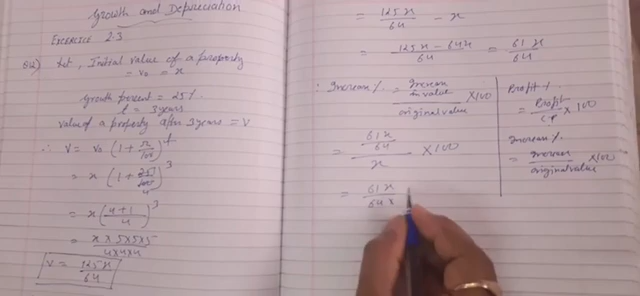 Growth and Depreciation
EXERCISE 2.3
Q12) Let, Initial value of a property
= V₀ = x
Growth percent = 25%
t = 3 years
value of a property after 3 years = V
∴ V = V₀ (1 + r/100)^t
= x (1 + 25/100)^3
4
= x (4+1/4)^3
= x × 5×5×5 / 4×4×4
V = 125x/64
= 125x/64 - x
= 125x - 64x / 64 = 61x/64
∴ Increase % = Increase in value / original value × 100
= 61x/64 / x × 100
= 61x / 64 x
Profit %
= Profit / CP × 100
Increase %
= Increase / original value × 100